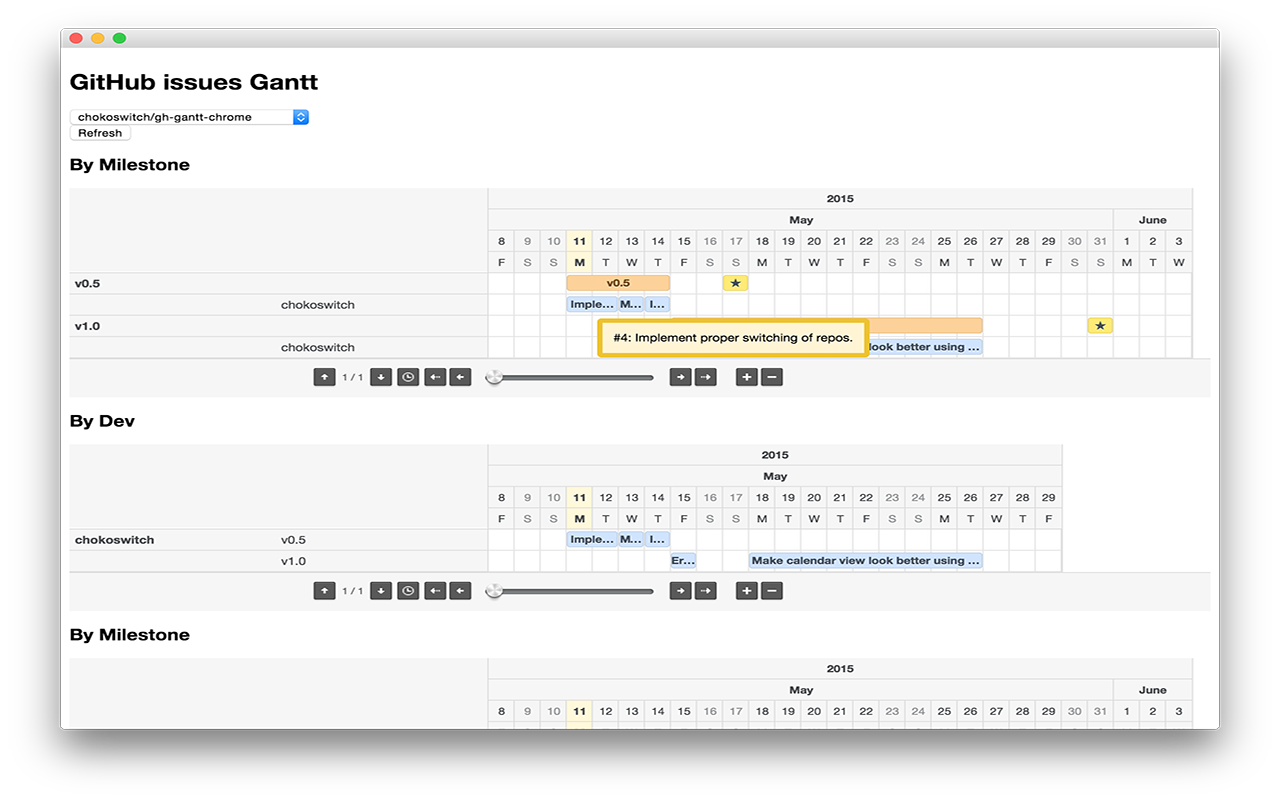 GitHub issues Gantt
chokoswitch/gh-gantt-chrome
Refresh
By Milestone
2015
May June
8 9 10 11 12 13 14 15 16 17 18 19 20 21 22 23 24 25 26 27 28 29 30 31 1 2 3
F S S M T W T F S S M T W T F S S M T W T F S S M T W
v0.5 v0.5 ★
chokoswitch Imple... M... I...
v1.0 ★
#4: Implement proper switching of repos.
chokoswitch look better using ...
1 / 1
By Dev
2015
May
8 9 10 11 12 13 14 15 16 17 18 19 20 21 22 23 24 25 26 27 28 29
F S S M T W T F S S M T W T F S S M T W T F
chokoswitch v0.5 Imple... M... I...
v1.0 Er... Make calendar view look better using ...
1 / 1
By Milestone
2015
May June
8 9 10 11 12 13 14 15 16 17 18 19 20 21 22 23 24 25 26 27 28 29 30 31 1 2 3